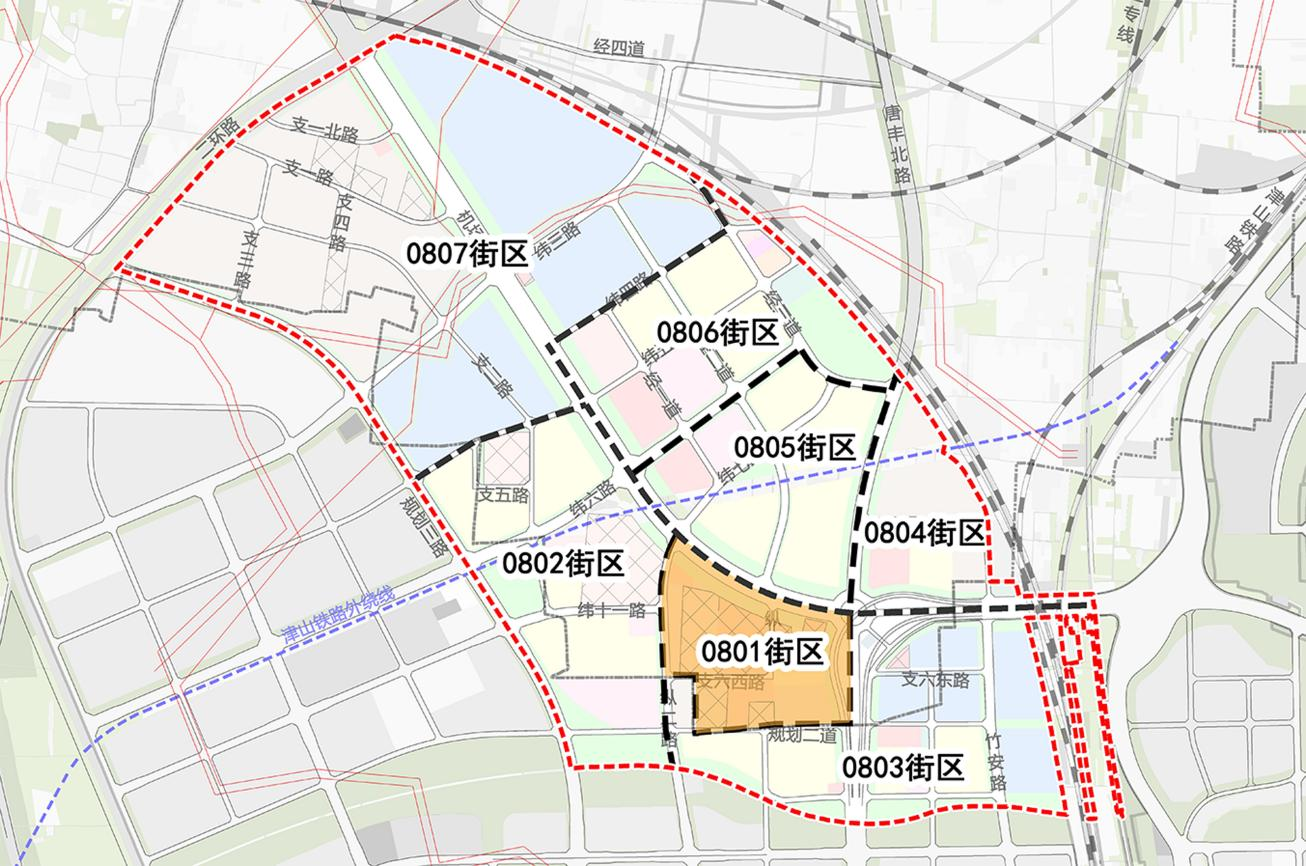 经四道
专线
二环路
支一北路
唐丰北路
支一路
支四路
支三路
0807街区
纬三路
纬四路
0806街区
支二路
0805街区
支五路
纬六路
规划三路
0804街区
0802街区
纬十一路
津山铁路外绕线
0801街区
支六西路
支六东路
规划二道
竹安路
0803街区